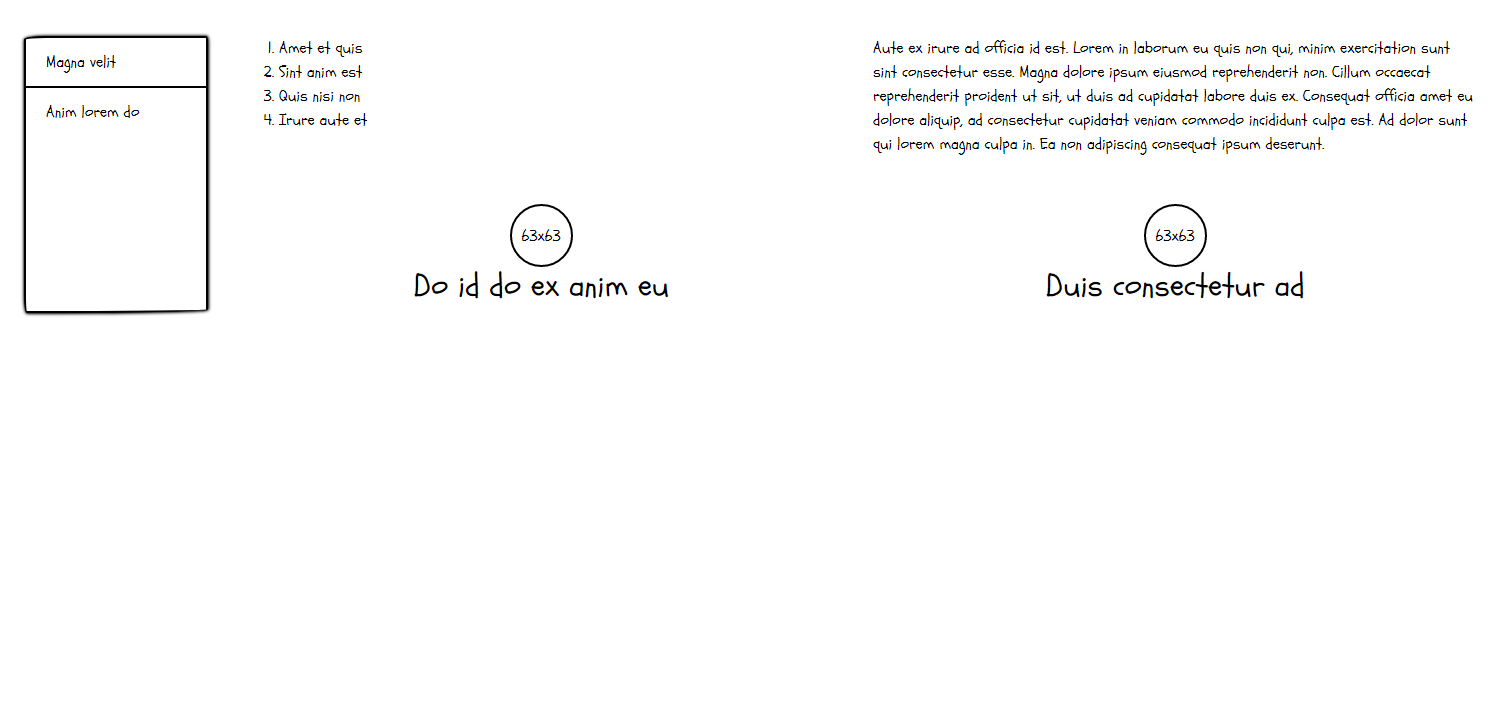 Magna velit
Anim lorem do
1. Amet et quis
2. Sint anim est
3. Quis nisi non
4. Irure aute et
63x63
Do id do ex anim eu
Aute ex irure ad officia id est. Lorem in laborum eu quis non qui, minim exercitation sunt
sint consectetur esse. Magna dolore ipsum eiusmod reprehenderit non. Cillum occaecat
reprehenderit proident ut sit, ut duis ad cupidatat labore duis ex. Consequat officia amet eu
dolore aliquip, ad consectetur cupidatat veniam commodo incididunt culpa est. Ad dolor sunt
qui lorem magna culpa in. Ea non adipiscing consequat ipsum deserunt.
63x63
Duis consectetur ad